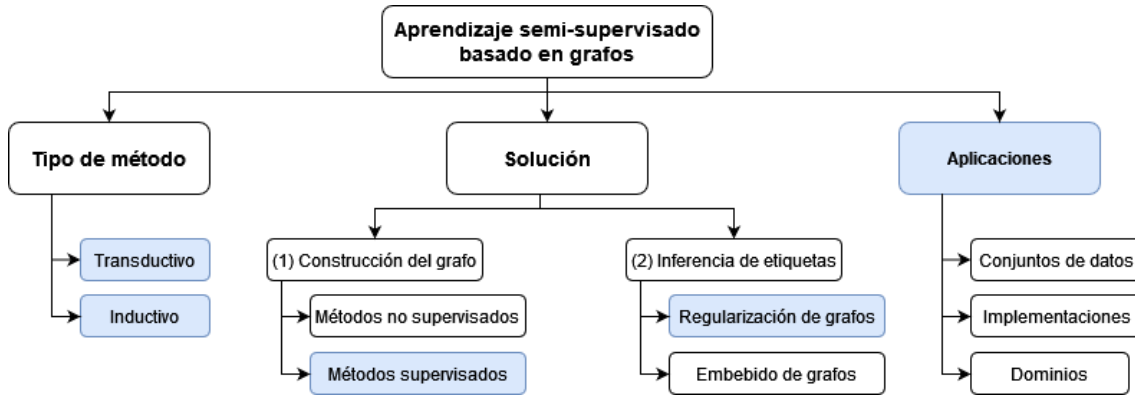 Aprendizaje semi-supervisado
basado en grafos
Tipo de método
Solución
Aplicaciones
Transductivo
Inductivo
(1) Construcción del grafo
Métodos no supervisados
Métodos supervisados
(2) Inferencia de etiquetas
Regularización de grafos
Embebido de grafos
Conjuntos de datos
Implementaciones
Dominios